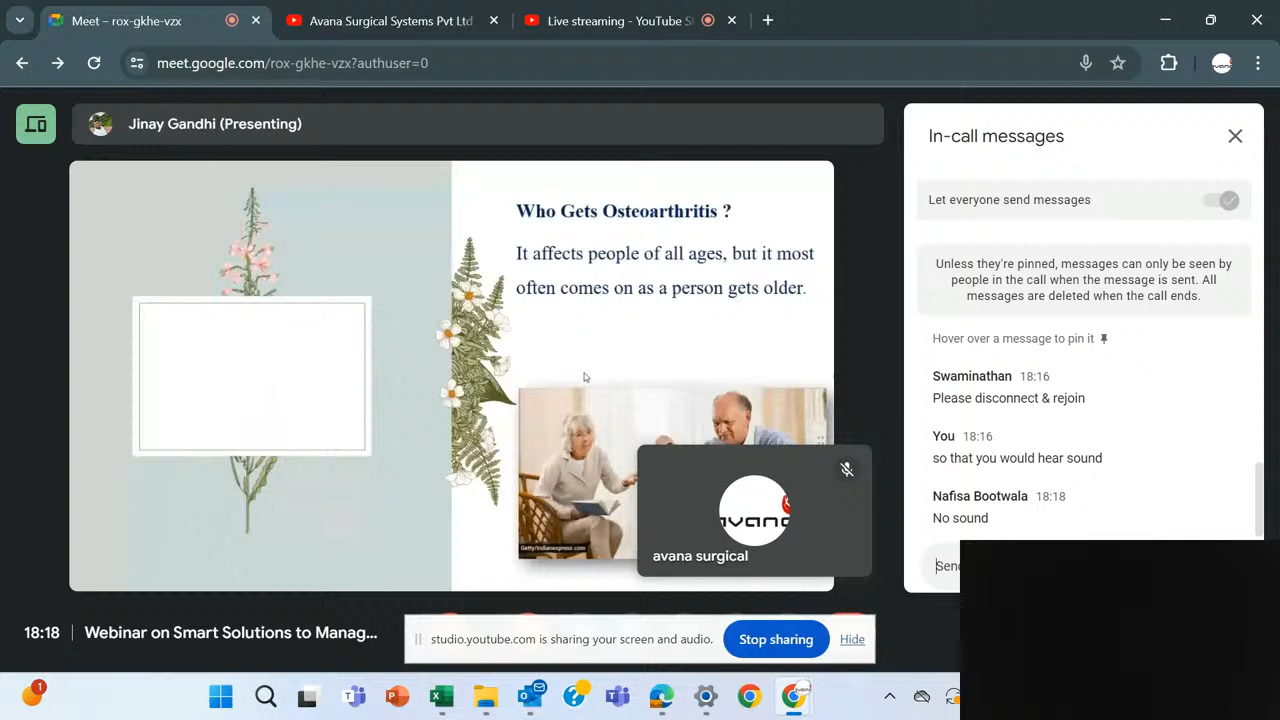 Meet – rox-gkhe-vzx
Avana Surgical Systems Pvt Ltd
Live streaming - YouTube S
meet.google.com/rox-gkhe-vzx?authuser=0
Jinay Gandhi (Presenting)
Who Gets Osteoarthritis ?
It affects people of all ages, but it most
often comes on as a person gets older.
Getty/indianexpress.com
avana
avana surgical
In-call messages
Let everyone send messages
Unless they're pinned, messages can only be seen by
people in the call when the message is sent. All
messages are deleted when the call ends.
Hover over a message to pin it
Swaminathan 18:16
Please disconnect & rejoin
You 18:16
so that you would hear sound
Nafisa Bootwala 18:18
No sound
Send
18:18 | Webinar on Smart Solutions to Manag...
studio.youtube.com is sharing your screen and audio.
Stop sharing
Hide
1